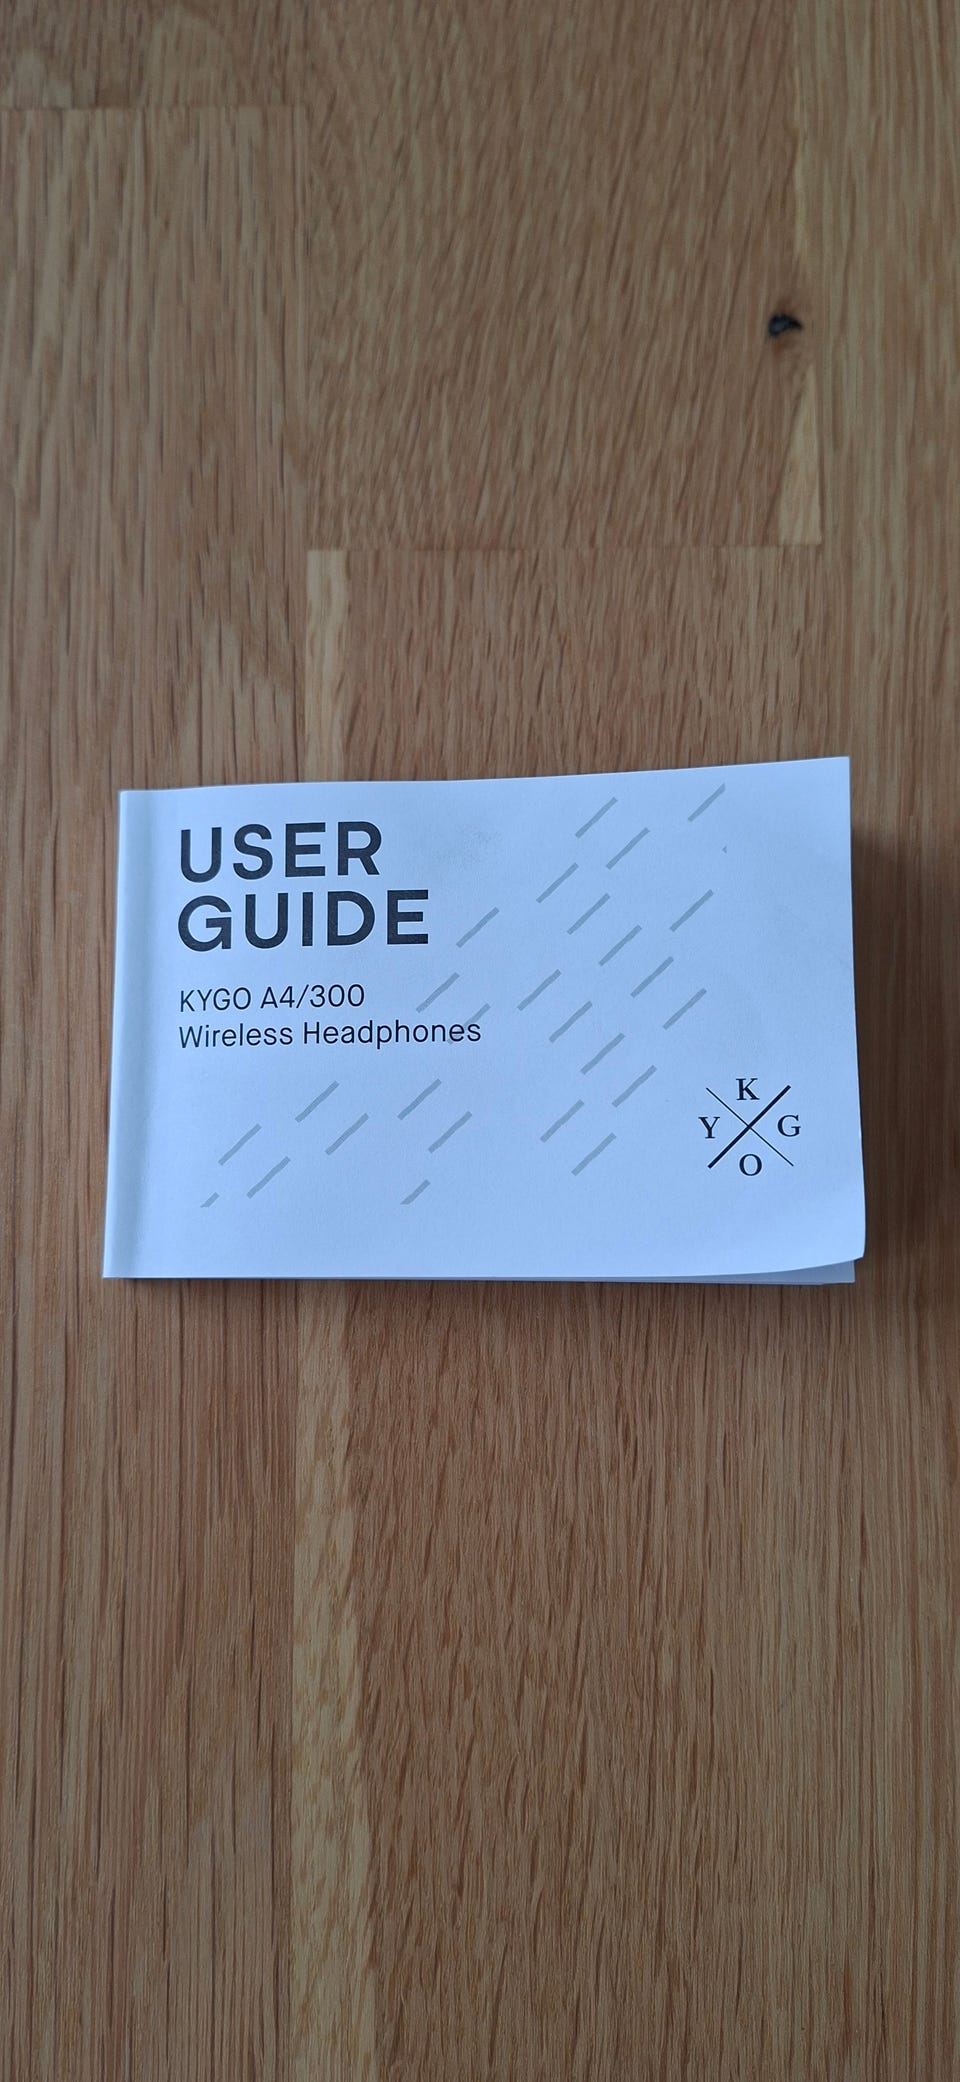 USER
GUIDE
KYGO A4/300
Wireless Headphones
K
Y G
O